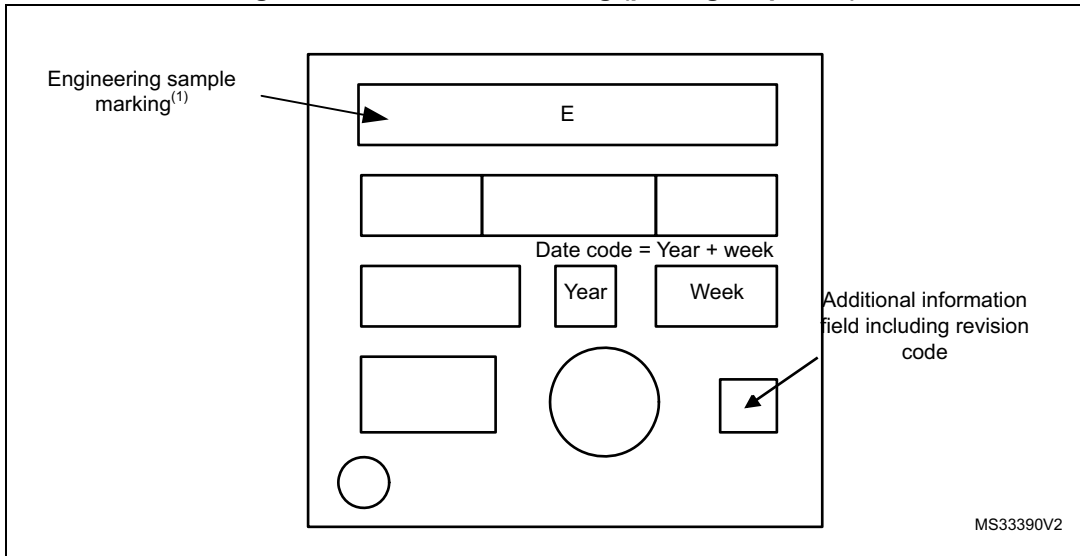 Engineering sample
marking(1)
E
Date code = Year + week
Year
Week
Additional information
field including revision
code
MS33390V2